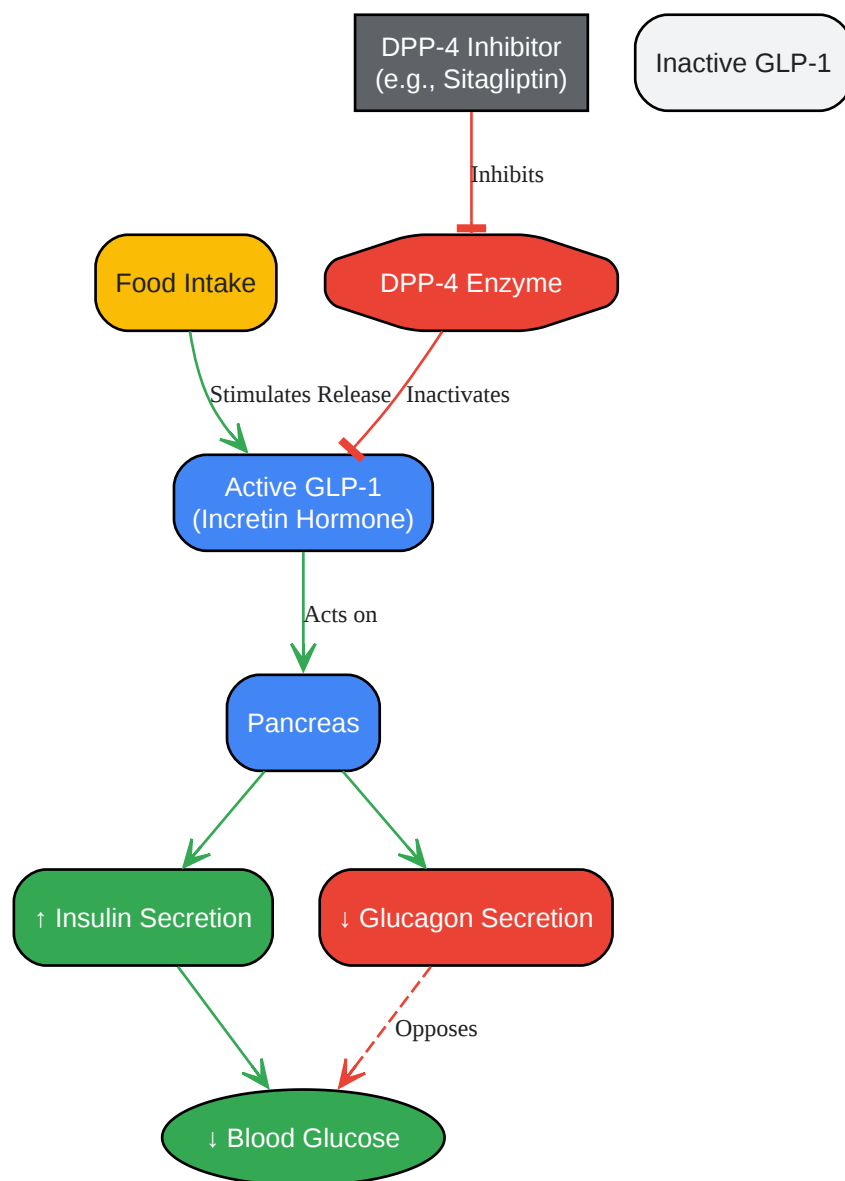 DPP-4 Inhibitor
(e.g., Sitagliptin)
Inactive GLP-1
Inhibits
Food Intake
DPP-4 Enzyme
Stimulates Release
Inactivates
Active GLP-1
(Incretin Hormone)
Acts on
Pancreas
↑ Insulin Secretion
↓ Glucagon Secretion
Opposes
↓ Blood Glucose